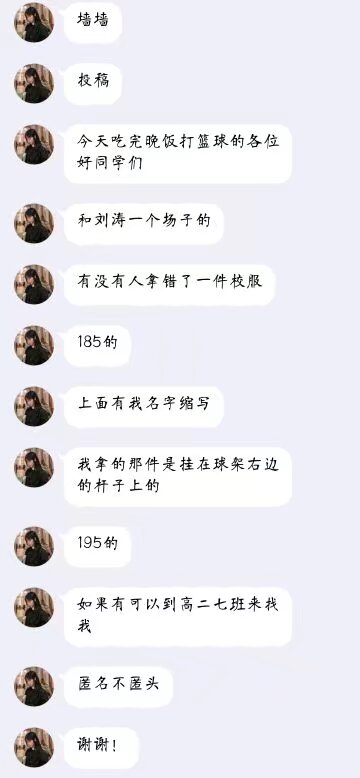 墙墙
投稿
今天吃完晚饭打篮球的各位
好同学们
和刘涛一个场子的
有没有人拿错了一件校服
185的
上面有我名字缩写
我拿的那件是挂在球架右边
的杆子上的
195的
如果有可以到高二七班来找
我
匿名不匿头
谢谢！